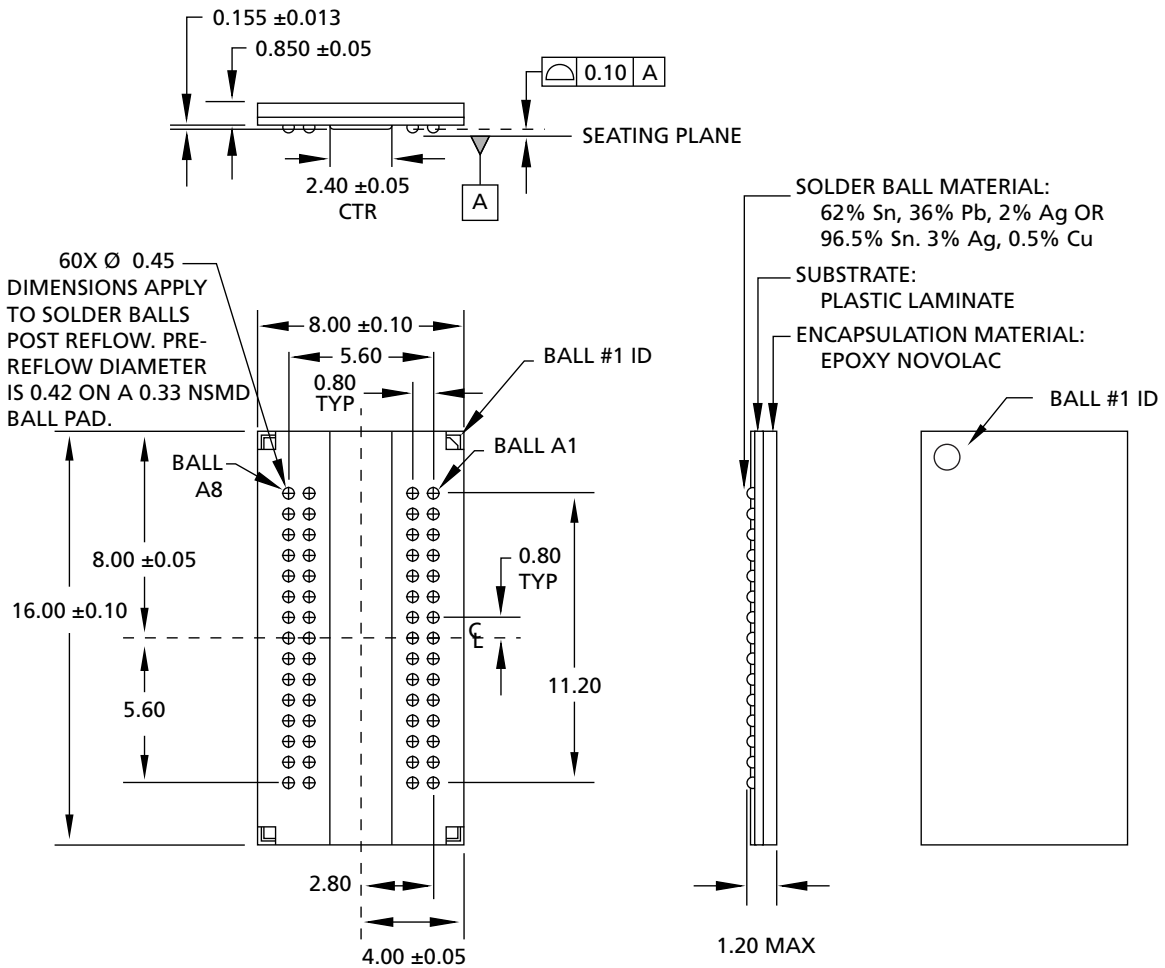 0.155 ±0.013
0.850 ±0.05
⌓ 0.10 A
SEATING PLANE
2.40 ±0.05
CTR
A
SOLDER BALL MATERIAL:
62% Sn, 36% Pb, 2% Ag OR
96.5% Sn. 3% Ag, 0.5% Cu
SUBSTRATE:
PLASTIC LAMINATE
ENCAPSULATION MATERIAL:
EPOXY NOVOLAC
60X Ø 0.45
DIMENSIONS APPLY
TO SOLDER BALLS
POST REFLOW. PRE-
REFLOW DIAMETER
IS 0.42 ON A 0.33 NSMD
BALL PAD.
8.00 ±0.10
5.60
0.80
TYP
BALL #1 ID
BALL #1 ID
BALL
A8
BALL A1
8.00 ±0.05
0.80
TYP
16.00 ±0.10
CL
11.20
5.60
2.80
4.00 ±0.05
1.20 MAX